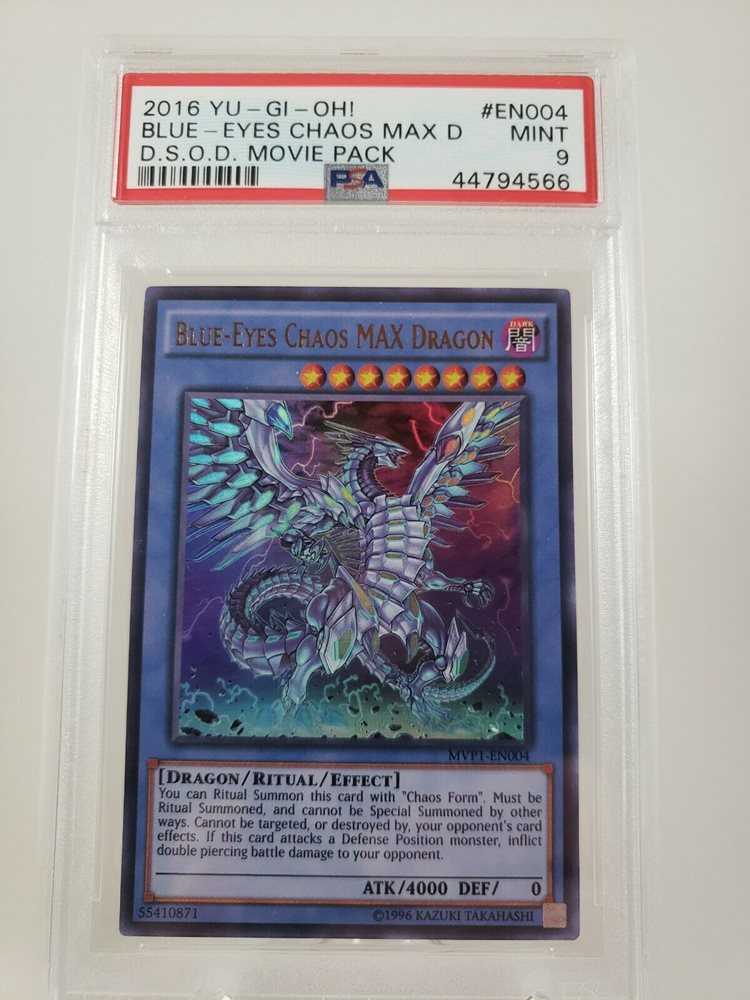 2016 YU-GI-OH! #EN004
BLUE-EYES CHAOS MAX D MINT
D.S.O.D. MOVIE PACK 9
PSA 44794566
BLUE-EYES CHAOS MAX DRAGON
DARK
闇
MVP1-EN004
[DRAGON/RITUAL/EFFECT]
You can Ritual Summon this card with "Chaos Form". Must be
Ritual Summoned, and cannot be Special Summoned by other
ways. Cannot be targeted, or destroyed by, your opponent's card
effects. If this card attacks a Defense Position monster, inflict
double piercing battle damage to your opponent.
ATK/4000 DEF/ 0
55410871 ©1996 KAZUKI TAKAHASHI